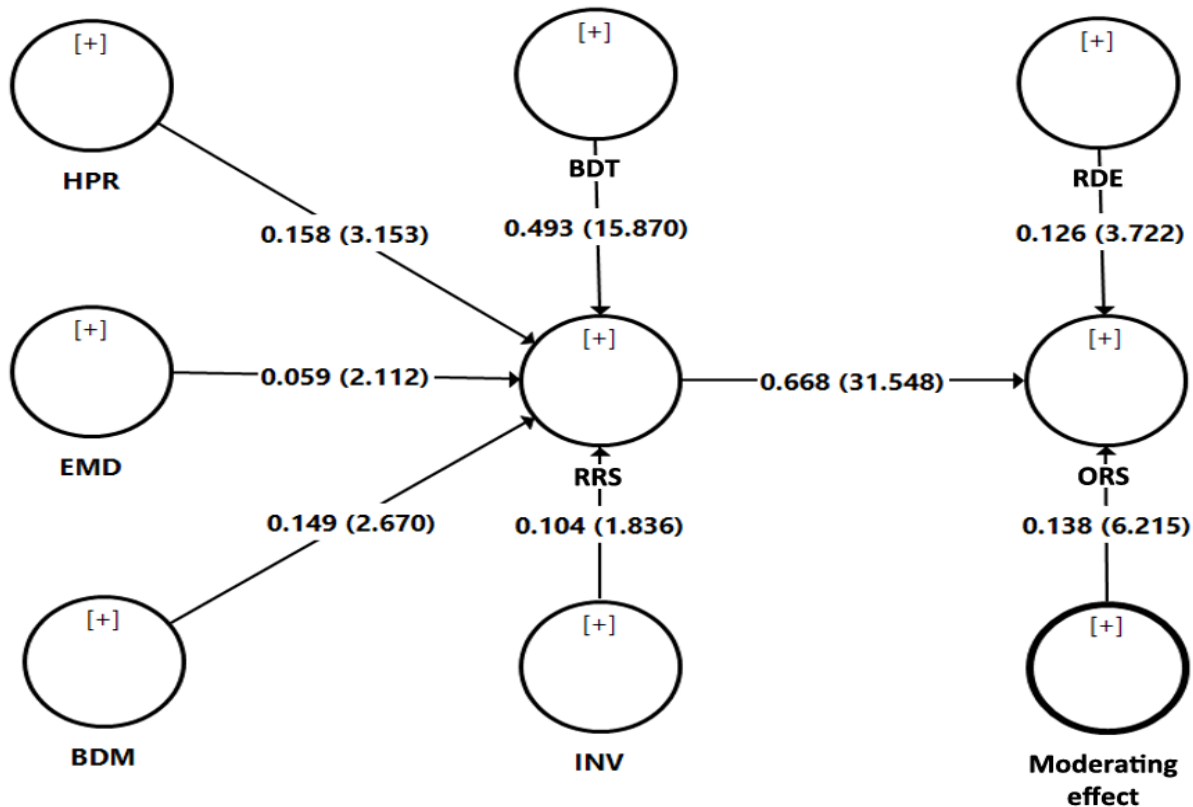 [+]
[+]
[+]
HPR
BDT
RDE
0.158 (3.153)
0.493 (15.870)
0.126 (3.722)
[+]
[+]
[+]
0.059 (2.112)
0.668 (31.548)
EMD
RRS
ORS
0.149 (2.670)
0.104 (1.836)
0.138 (6.215)
[+]
[+]
[+]
BDM
INV
Moderating
effect